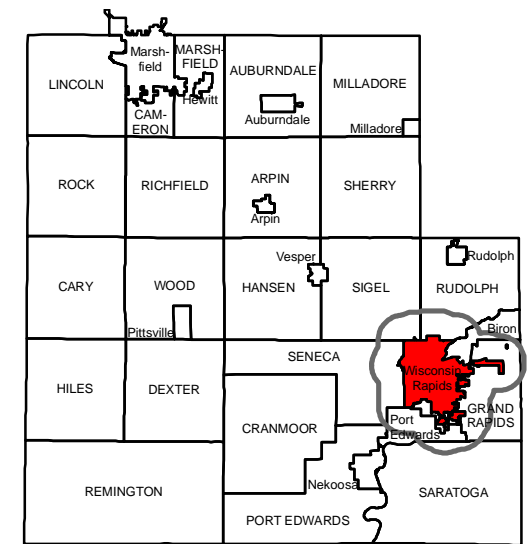 Marsh-
field
MARSH-
FIELD
LINCOLN
AUBURNDALE
MILLADORE
Hewitt
CAM-
ERON
Auburndale
Milladore
ROCK
RICHFIELD
ARPIN
SHERRY
Arpin
Vesper
Rudolph
CARY
WOOD
HANSEN
SIGEL
RUDOLPH
Pittsville
Biron
SENECA
Wisconsin
Rapids
HILES
DEXTER
GRAND
RAPIDS
Port
Edwards
CRANMOOR
Nekoosa
REMINGTON
SARATOGA
PORT EDWARDS